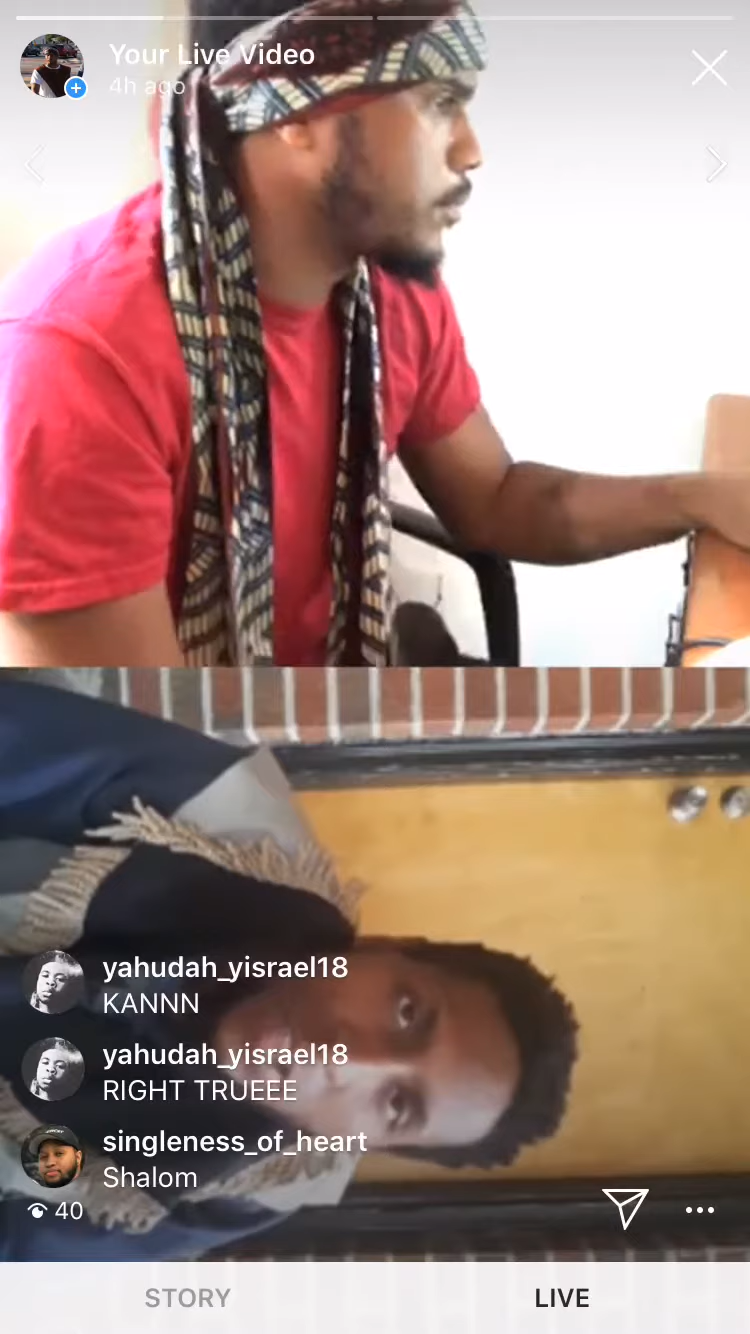 Your Live Video
4h ago
yahudah_yisrael18
KANNN
yahudah_yisrael18
RIGHT TRUEEE
singleness_of_heart
Shalom
40
STORY
LIVE